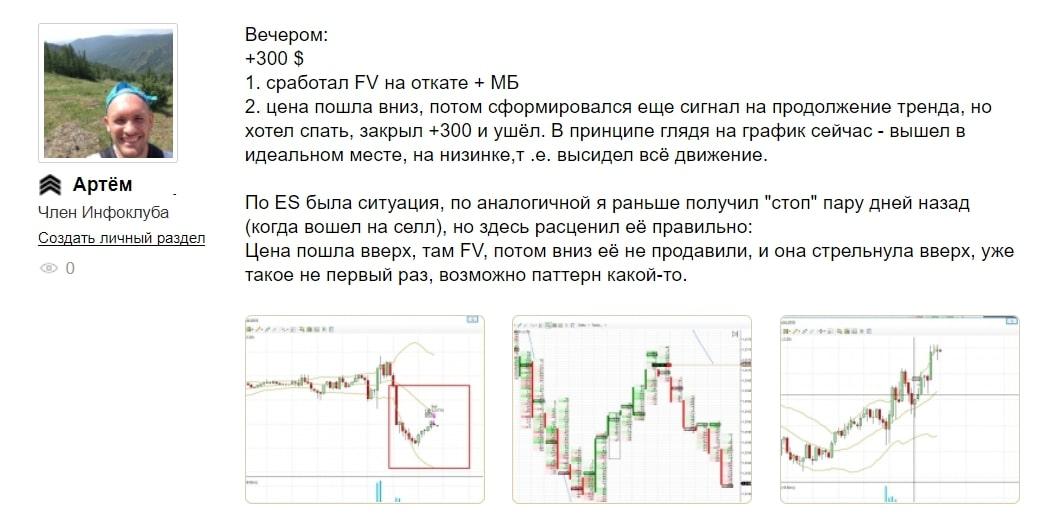 Вечером:
+300 $
1. сработал FV на откате + МБ
2. цена пошла вниз, потом сформировался еще сигнал на продолжение тренда, но
хотел спать, закрыл +300 и ушёл. В принципе глядя на график сейчас - вышел в
идеальном месте, на низинке,т .е. высидел всё движение.
Артём
Член Инфоклуба
Создать личный раздел
0
По ES была ситуация, по аналогичной я раньше получил "стоп" пару дней назад
(когда вошел на селл), но здесь расценил её правильно:
Цена пошла вверх, там FV, потом вниз её не продавили, и она стрельнула вверх, уже
такое не первый раз, возможно паттерн какой-то.